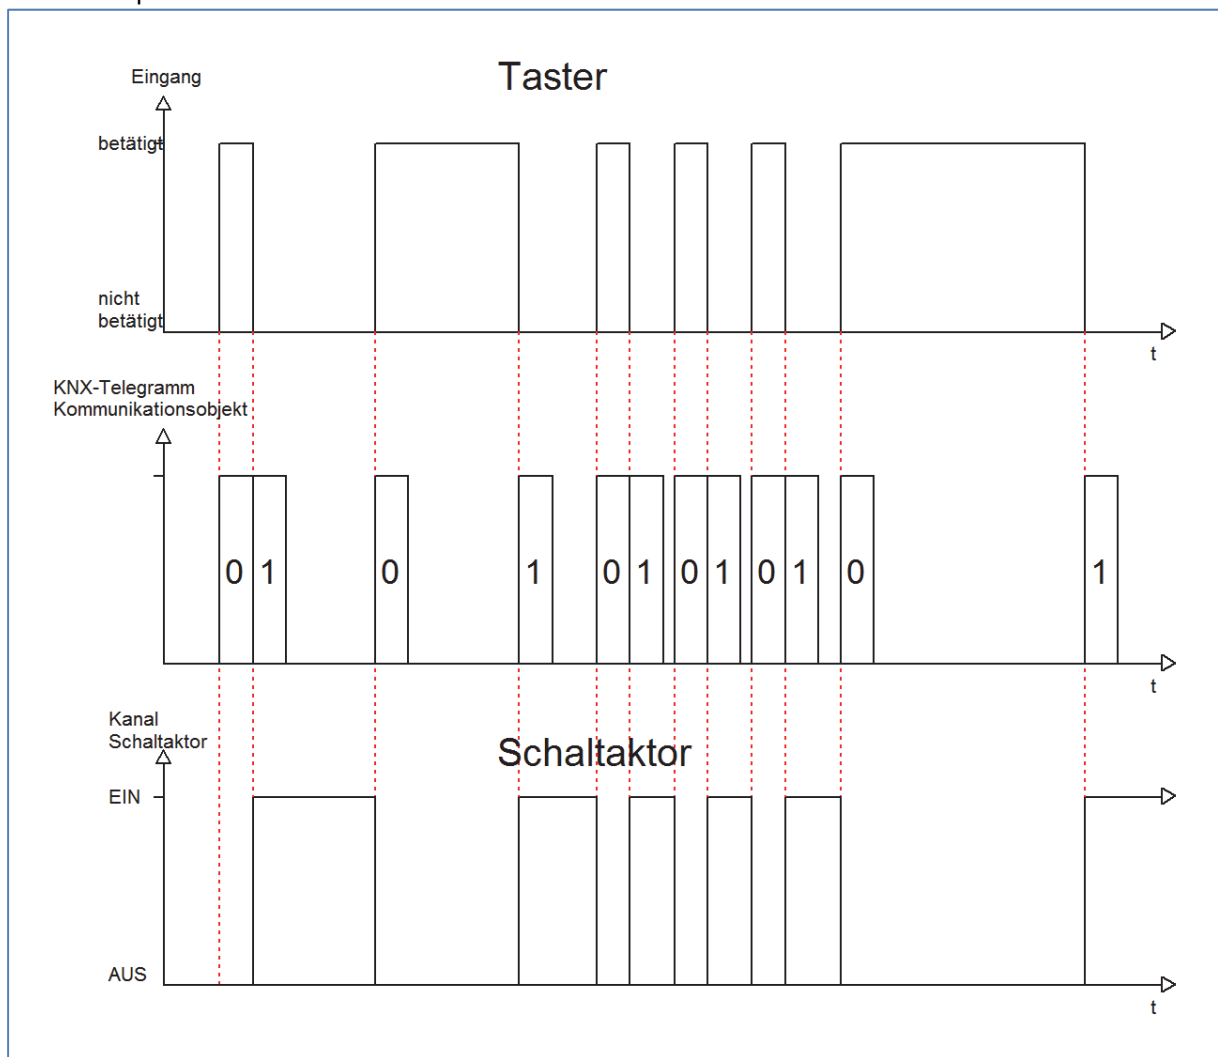 Taster
Eingang
betätigt
nicht
betätigt
t
KNX-Telegramm
Kommunikationsobjekt
0 1 0 1 0 1 0 1 0 1 0 1
t
Kanal
Schaltaktor
Schaltaktor
EIN
AUS
t